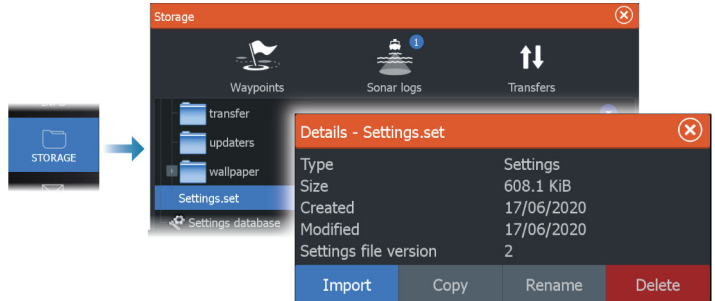 Storage
1
Waypoints
Sonar logs
Transfers
STORAGE
transfer
updaters
wallpaper
Settings.set
Settings database
Details - Settings.set
Type Settings
Size 608.1 KiB
Created 17/06/2020
Modified 17/06/2020
Settings file version 2
Import Copy Rename Delete